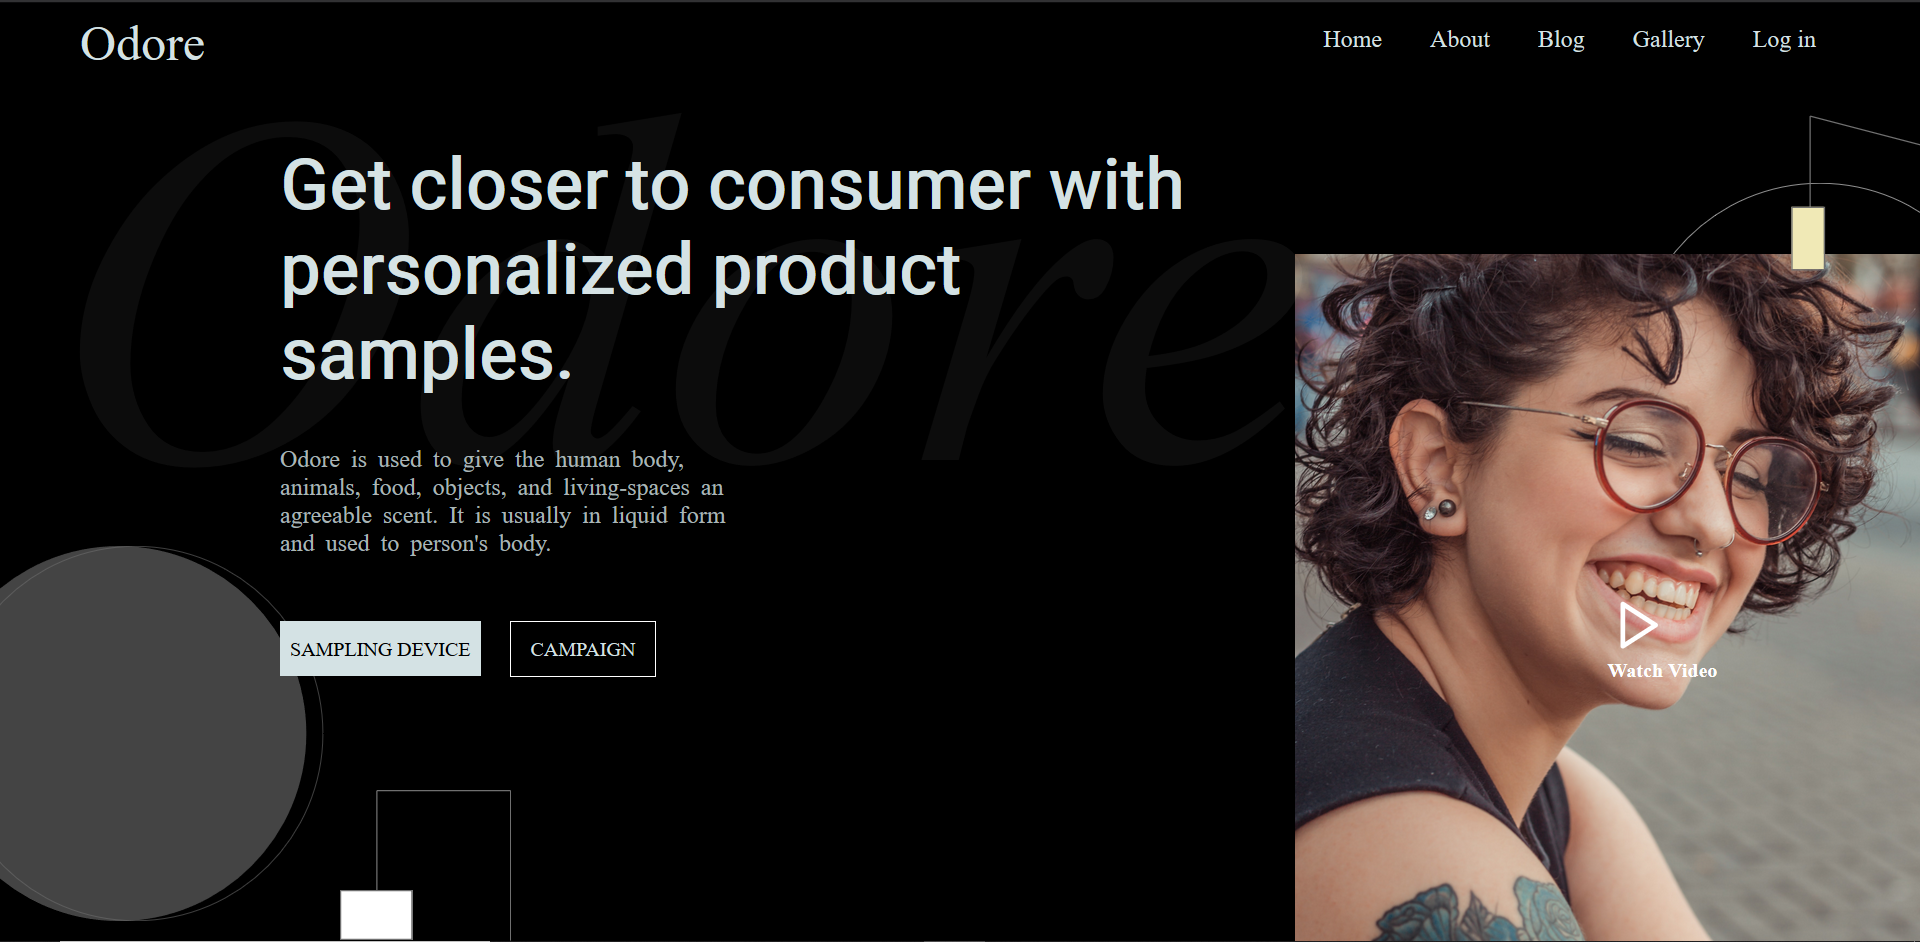 Odore
Home About Blog Gallery Log in
Odore
Get closer to consumer with
personalized product
samples.
Odore is used to give the human body,
animals, food, objects, and living-spaces an
agreeable scent. It is usually in liquid form
and used to person's body.
SAMPLING DEVICE CAMPAIGN
Watch Video